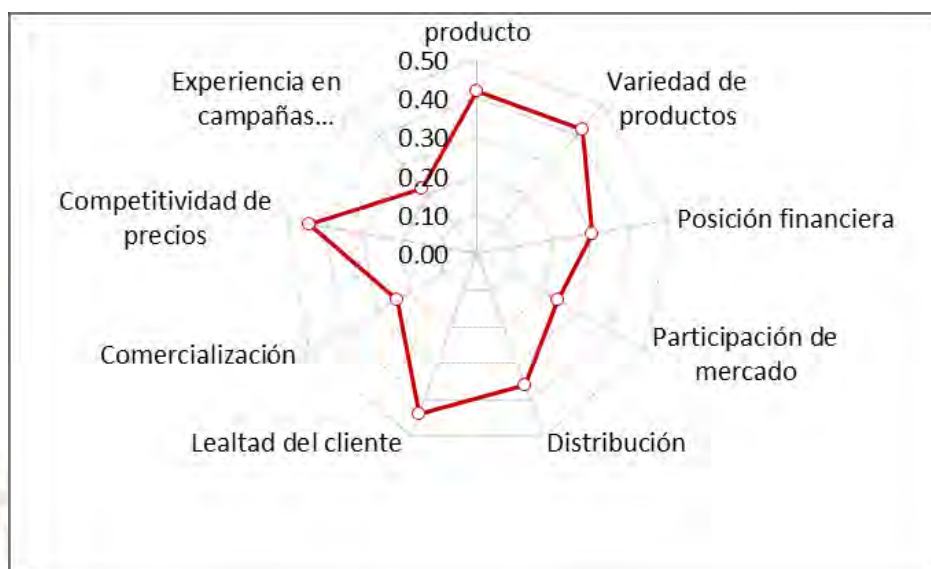 producto
0.50
0.40
0.30
0.20
0.10
0.00
Variedad de
productos
Posición financiera
Participación de
mercado
Distribución
Lealtad del cliente
Comercialización
Competitividad de
precios
Experiencia en
campañas...